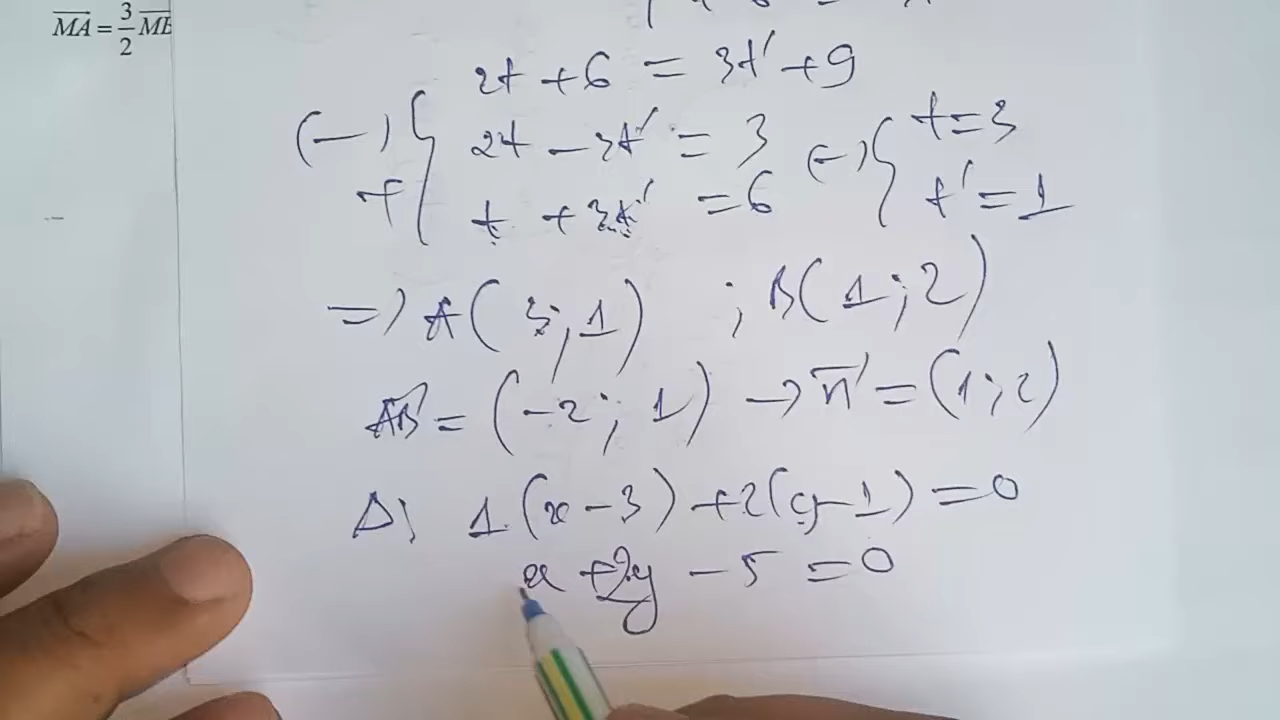 MA = 3/2 ME
2t + 6 = 3t' + 9
(-) { 2t - 3t' = 3 (-) { t = 3
+ { t + 3t' = 6 t' = 1
=) A(3;1) ; B(1;2)
AB = (-2; 1) → n = (1;2)
Δ: 1.(x-3) + 2(y-1) = 0
x + 2y - 5 = 0